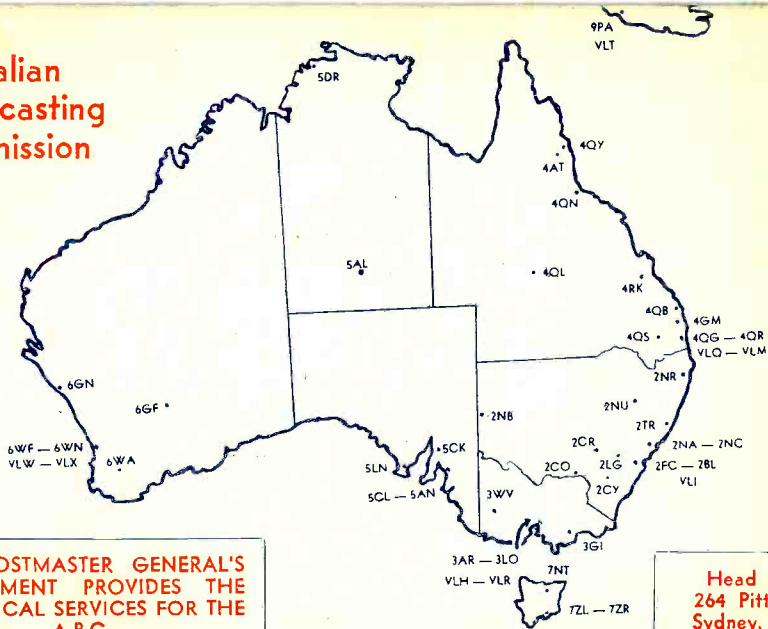 alian
casting
mission
9PA
VLT
5DR
4QY
4AT
4QN
5AL
4QL
4RK
4QB
4GM
4QS
4QG — 4QR
VLQ — VLM
2NR
6GN
6GF
2NU
2NB
2TR
6WF — 6WN
VLW — VLX
6WA
5CK
2CR
2NA — 2NC
5LN
2CO
2LG
2FC — 2BL
VLI
5CL — 5AN
3WV
2CY
3GI
3AR — 3LO
VLH — VLR
7NT
7ZL — 7ZR
OSTMASTER GENERAL'S
MENT PROVIDES THE
CAL SERVICES FOR THE
A.B.C.
Head
264 Pitt
Sydney,